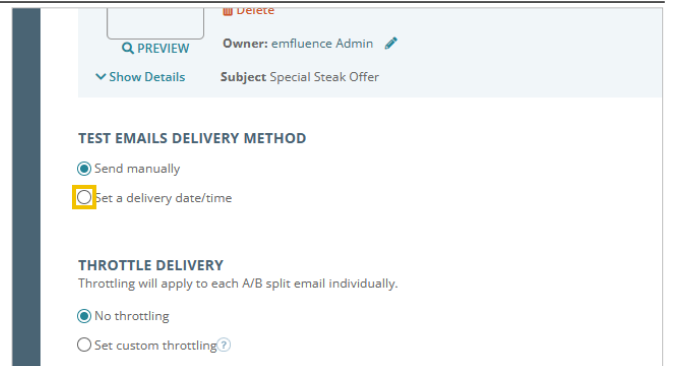 Delete
PREVIEW
Owner: emfluence Admin
Show Details
Subject Special Steak Offer
TEST EMAILS DELIVERY METHOD
Send manually
Set a delivery date/time
THROTTLE DELIVERY
Throttling will apply to each A/B split email individually.
No throttling
Set custom throttling ?